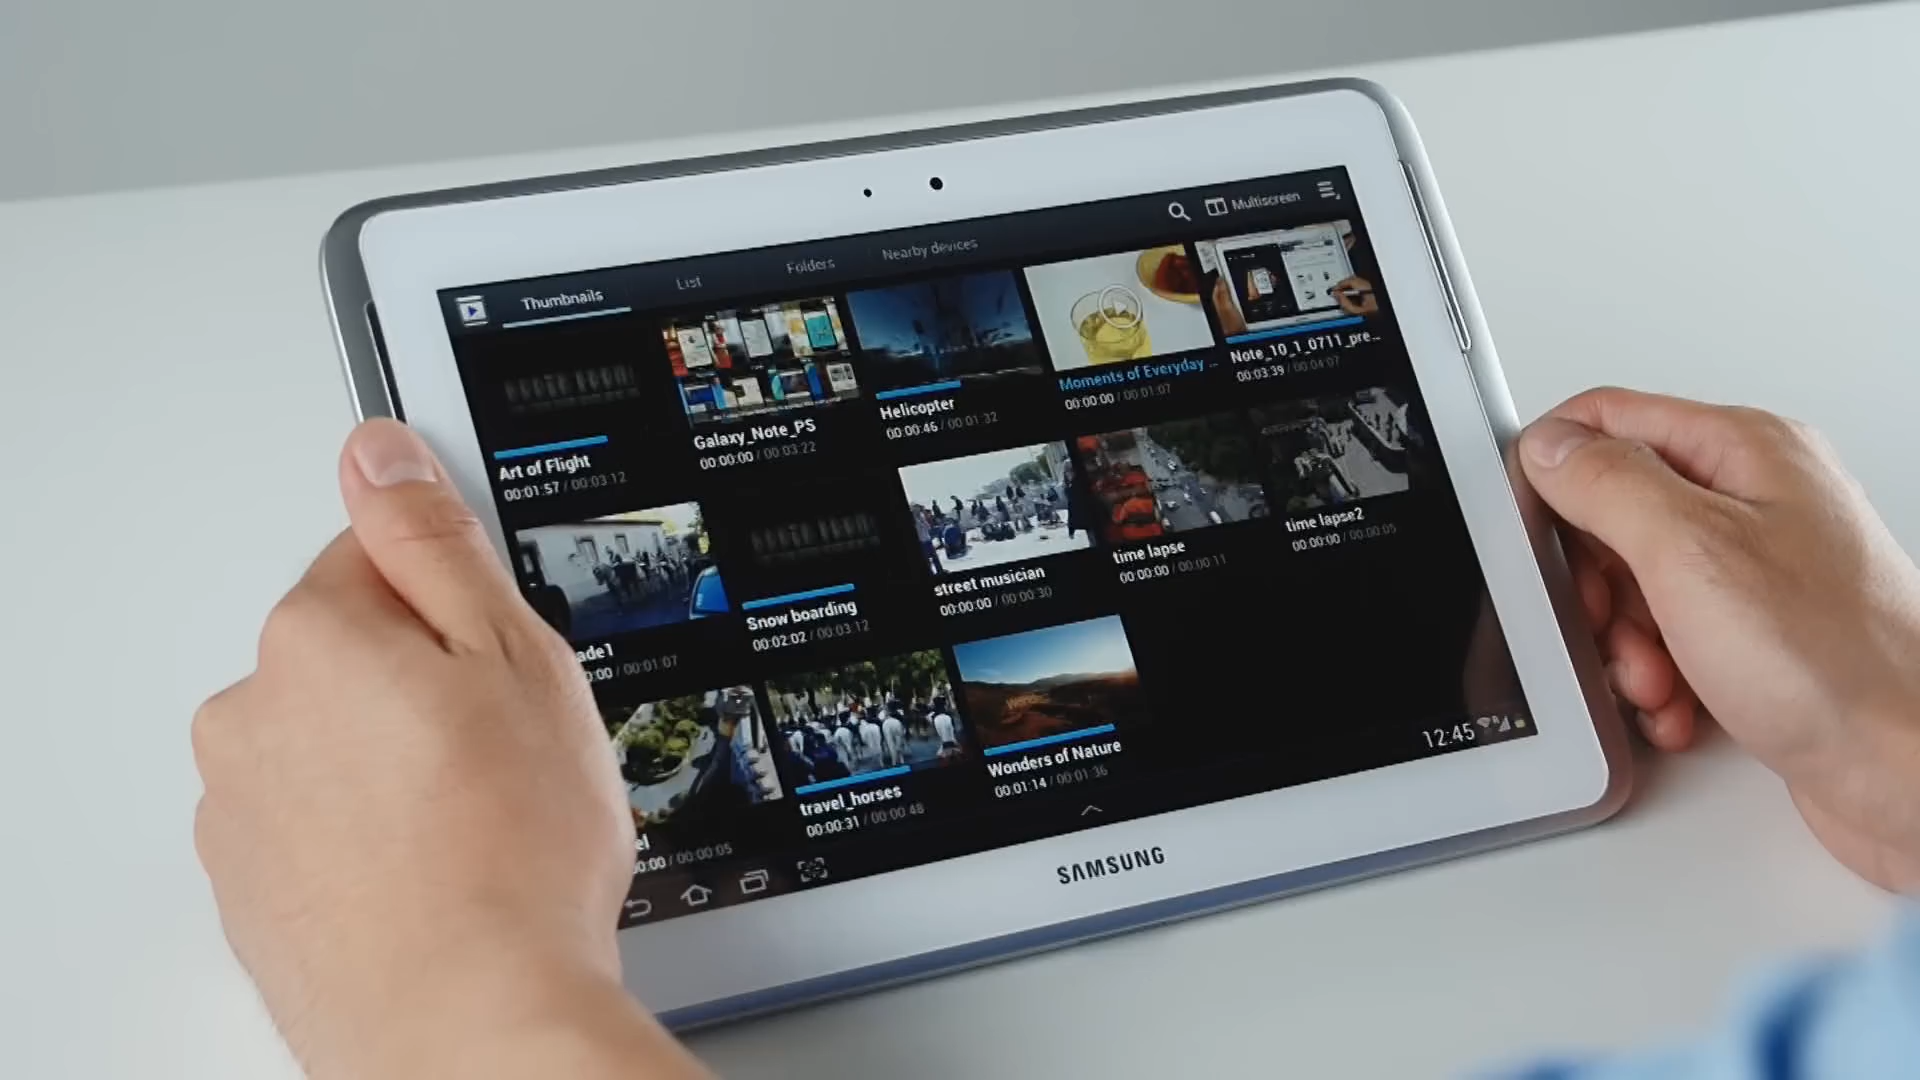 Multiscreen
Thumbnails
List
Folders
Nearby devices
Art of Flight
00:01:57 / 00:03:12
Galaxy_Note_PS
00:00:00 / 00:03:22
Helicopter
00:00:46 / 00:01:32
Moments of Everyday ...
00:00:00 / 00:01:07
Note_10_1_0711_pre...
00:03:39 / 00:04:07
ade1
:00 / 00:01:07
Snow boarding
00:02:02 / 00:03:12
street musician
00:00:00 / 00:00:30
time lapse
00:00:00 / 00:00:11
time lapse2
00:00:00 / 00:00:05
el
:00 / 00:00:05
travel_horses
00:00:31 / 00:00:48
Wonders of Nature
00:01:14 / 00:01:36
12:45
SAMSUNG